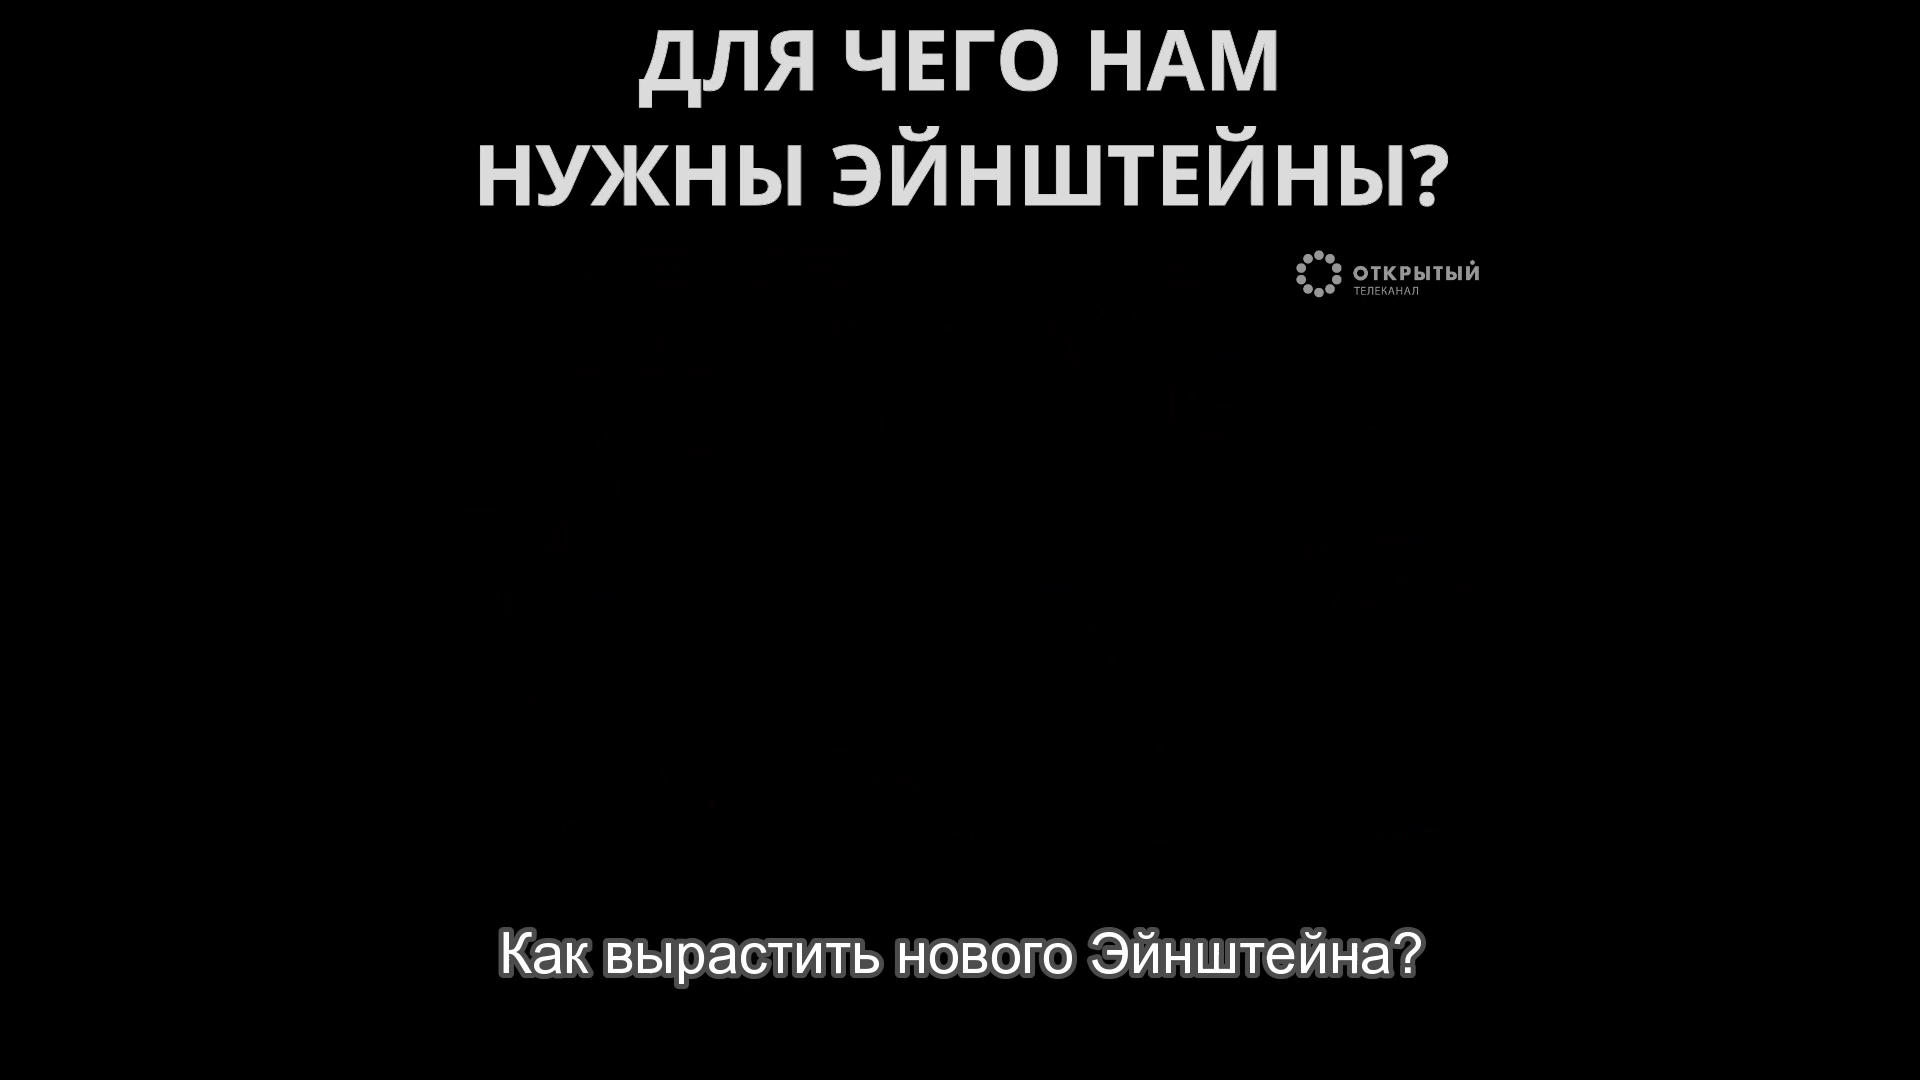 ДЛЯ ЧЕГО НАМ
НУЖНЫ ЭЙНШТЕЙНЫ?
ОТКРЫТЫЙ
ТЕЛЕКАНАЛ
Как вырастить нового Эйнштейна?